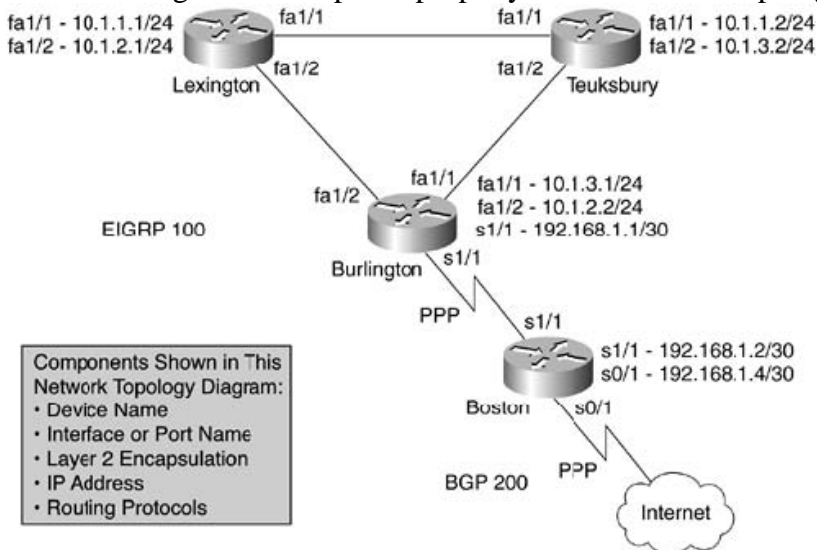 fa1/1 - 10.1.1.1/24
fa1/2 - 10.1.2.1/24
fa1/1
fa1/1
fa1/1 - 10.1.1.2/24
fa1/2 - 10.1.3.2/24
fa1/2
fa1/2
Lexington
Teuksbury
fa1/2
fa1/1
fa1/1 - 10.1.3.1/24
fa1/2 - 10.1.2.2/24
s1/1 - 192.168.1.1/30
EIGRP 100
Burlington
s1/1
PPP
s1/1
s1/1 - 192.168.1.2/30
s0/1 - 192.168.1.4/30
Boston
s0/1
BGP 200
PPP
Internet
Components Shown in This
Network Topology Diagram:
• Device Name
• Interface or Port Name
• Layer 2 Encapsulation
• IP Address
• Routing Protocols